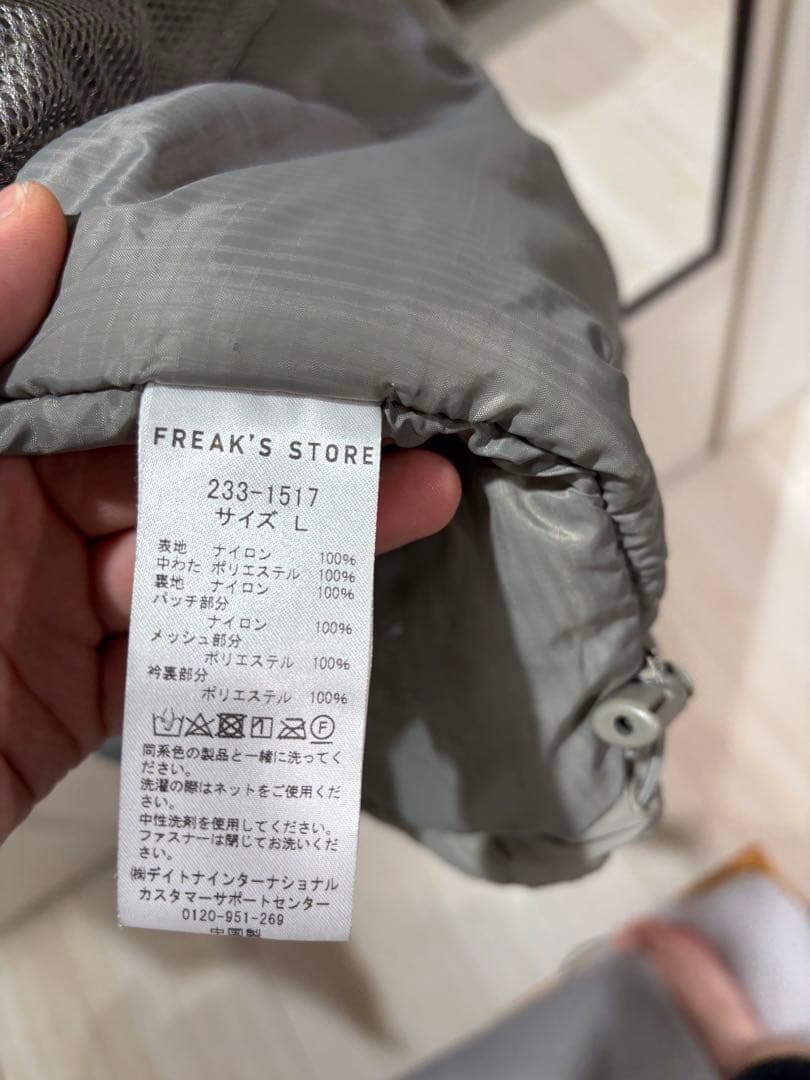 FREAK'S STORE
233-1517
サイズ L
表地 ナイロン 100%
中わた ポリエステル 100%
裏地 ナイロン 100%
パッチ部分
ナイロン 100%
メッシュ部分
ポリエステル 100%
衿裏部分
ポリエステル 100%
F
同系色の製品と一緒に洗ってく
ださい。
洗濯の際はネットをご使用くだ
さい。
中性洗剤を使用してください。
ファスナーは閉じてお洗いくだ
さい。
㈱デイトナインターナショナル
カスタマーサポートセンター
0120-951-269
中国製